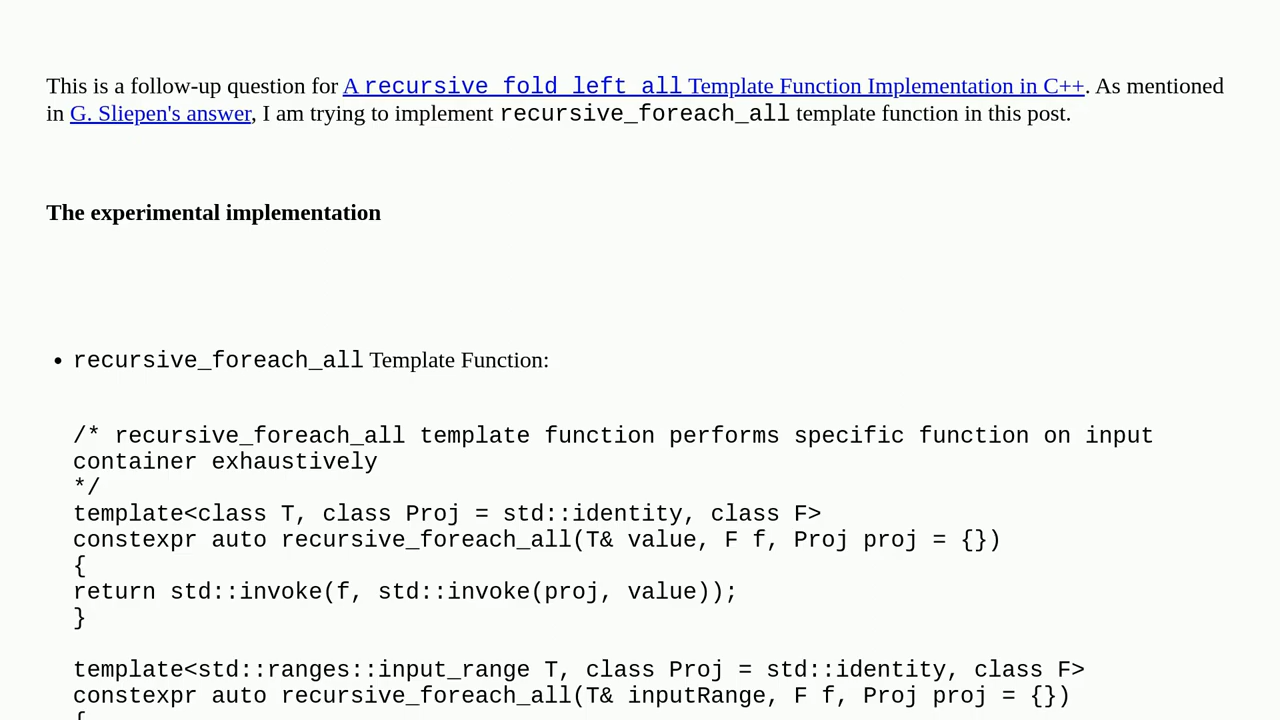 This is a follow-up question for A recursive_fold_left_all Template Function Implementation in C++. As mentioned
in G. Sliepen's answer, I am trying to implement recursive_foreach_all template function in this post.
The experimental implementation
• recursive_foreach_all Template Function:
/* recursive_foreach_all template function performs specific function on input
container exhaustively
*/
template<class T, class Proj = std::identity, class F>
constexpr auto recursive_foreach_all(T& value, F f, Proj proj = {})
{
return std::invoke(f, std::invoke(proj, value));
}
template<std::ranges::input_range T, class Proj = std::identity, class F>
constexpr auto recursive_foreach_all(T& inputRange, F f, Proj proj = {})
{